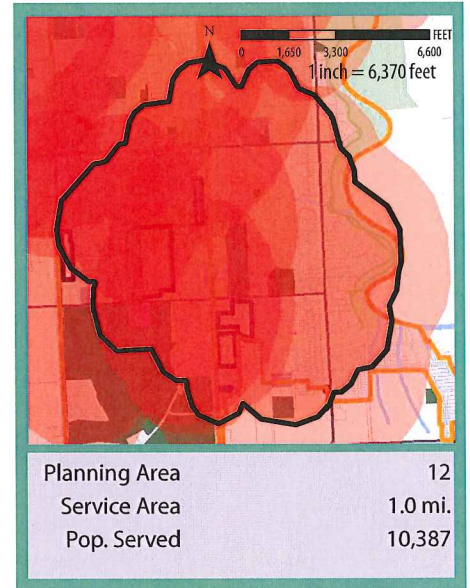 N
FEET
0 1,650 3,300 6,600
1 inch = 6,370 feet
Planning Area 12
Service Area 1.0 mi.
Pop. Served 10,387